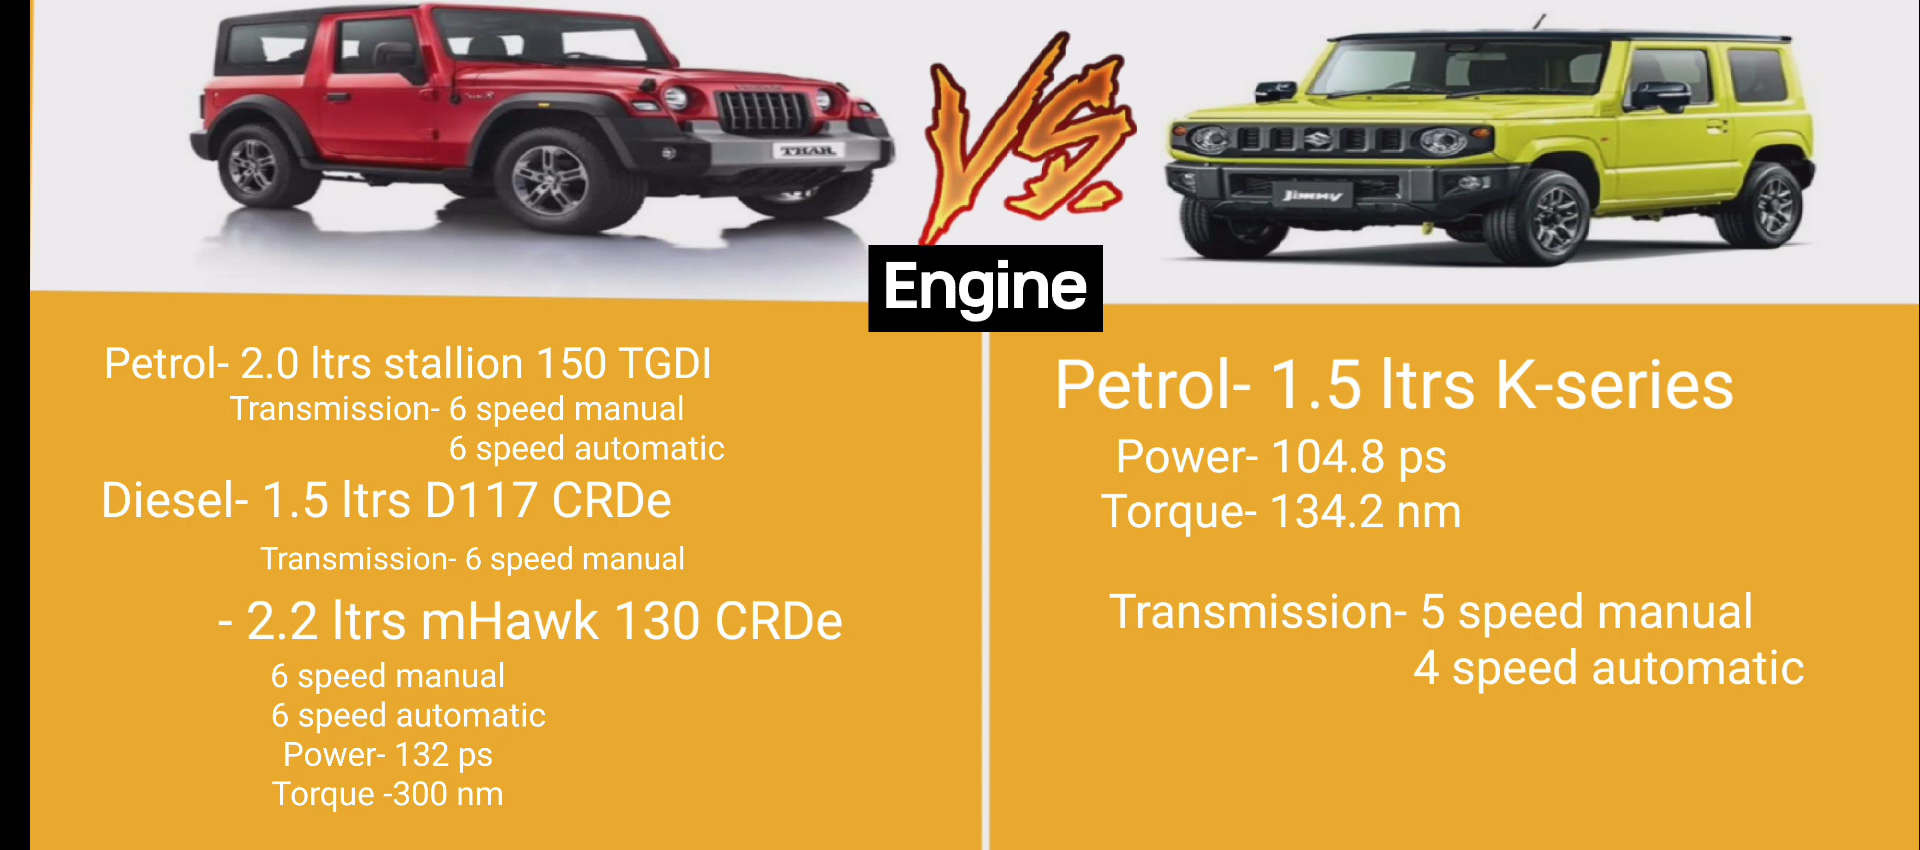 VS.
THAR
Jimny
Engine
Petrol- 2.0 ltrs stallion 150 TGDI
Transmission- 6 speed manual
6 speed automatic
Diesel- 1.5 ltrs D117 CRDe
Transmission- 6 speed manual
- 2.2 ltrs mHawk 130 CRDe
6 speed manual
6 speed automatic
Power- 132 ps
Torque -300 nm
Petrol- 1.5 ltrs K-series
Power- 104.8 ps
Torque- 134.2 nm
Transmission- 5 speed manual
4 speed automatic